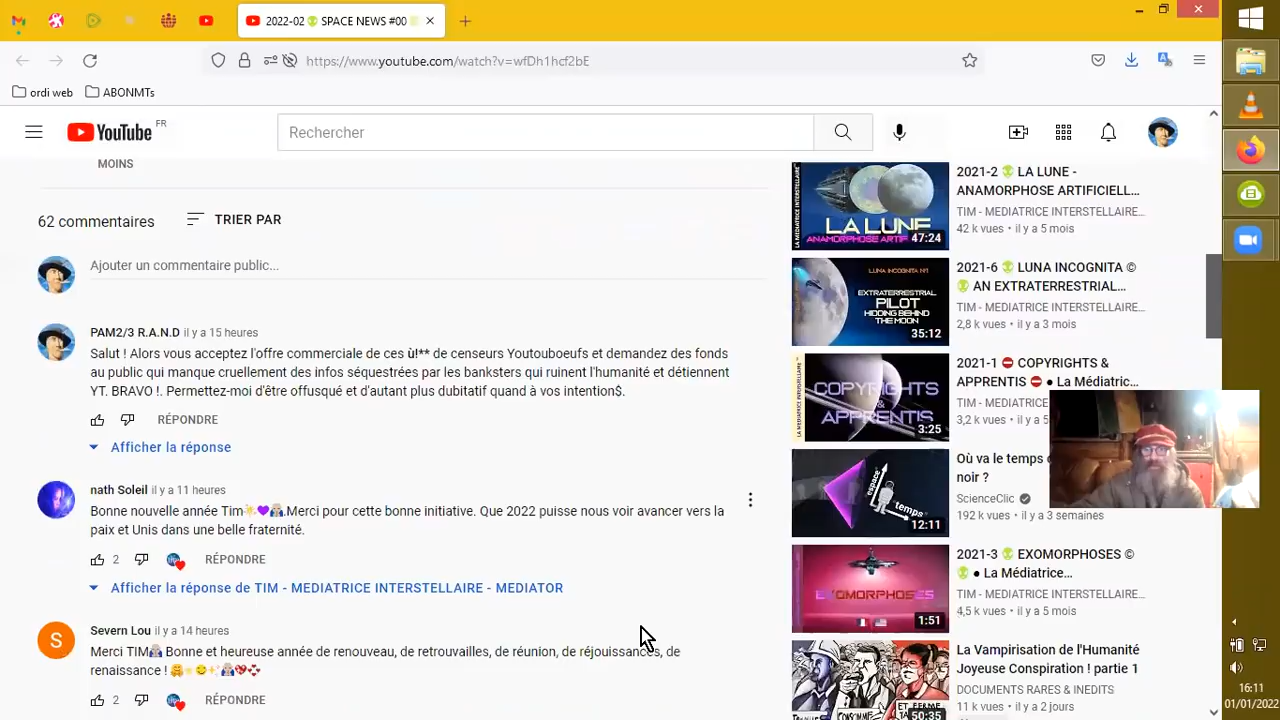 2022-02 👽 SPACE NEWS #00
https://www.youtube.com/watch?v=wfDh1hcf2bE
ordi web
ABONMTs
YouTube FR
Rechercher
MOINS
62 commentaires
TRIER PAR
Ajouter un commentaire public...
PAM2/3 R.A.N.D il y a 15 heures
Salut ! Alors vous acceptez l'offre commerciale de ces ù!** de censeurs Youtouboeufs et demandez des fonds
au public qui manque cruellement des infos séquestrées par les banksters qui ruinent l'humanité et détiennent
YT. BRAVO !. Permettez-moi d'être offusqué et d'autant plus dubitatif quand à vos intention$.
RÉPONDRE
Afficher la réponse
nath Soleil il y a 11 heures
Bonne nouvelle année Tim Merci pour cette bonne initiative. Que 2022 puisse nous voir avancer vers la
paix et Unis dans une belle fraternité.
2
RÉPONDRE
Afficher la réponse de TIM - MEDIATRICE INTERSTELLAIRE - MEDIATOR
S
Severn Lou il y a 14 heures
Merci TIM Bonne et heureuse année de renouveau, de retrouvailles, de réunion, de réjouissances, de
renaissance !
2
RÉPONDRE
LA MEDIATRICE INTERSTELLAIRE
LA LUNE
ANAMORPHOSE ARTIF
47:24
2021-2 👽 LA LUNE -
ANAMORPHOSE ARTIFICIELL...
TIM - MEDIATRICE INTERSTELLAIRE...
42 k vues • il y a 5 mois
LUNA INCOGNITA N°1
EXTRATERRESTRIAL
PILOT
HIDDING BEHIND
THE MOON
35:12
2021-6 👽 LUNA INCOGNITA ©
👽 AN EXTRATERRESTRIAL...
TIM - MEDIATRICE INTERSTELLAIRE...
2,8 k vues • il y a 3 mois
COPYRIGHTS
&
APPRENTIS
3:25
2021-1 ⛔ COPYRIGHTS &
APPRENTIS ⛔ ● La Médiatric...
TIM - MEDIATRICE INTERSTELLAIRE...
3,2 k vues • il y a 5
espace
temps
12:11
Où va le temps
noir ?
ScienceClic
192 k vues • il y a 3 semaines
EXOMORPHOSES
1:51
2021-3 👽 EXOMORPHOSES ©
👽 ● La Médiatrice...
TIM - MEDIATRICE INTERSTELLAIRE...
4,5 k vues • il y a
CONSOMME
50:35
La Vampirisation de l'Humanité
Joyeuse Conspiration ! partie 1
DOCUMENTS RARES & INEDITS
11 k vues • il y a 2 jours
16:11
01/01/2022